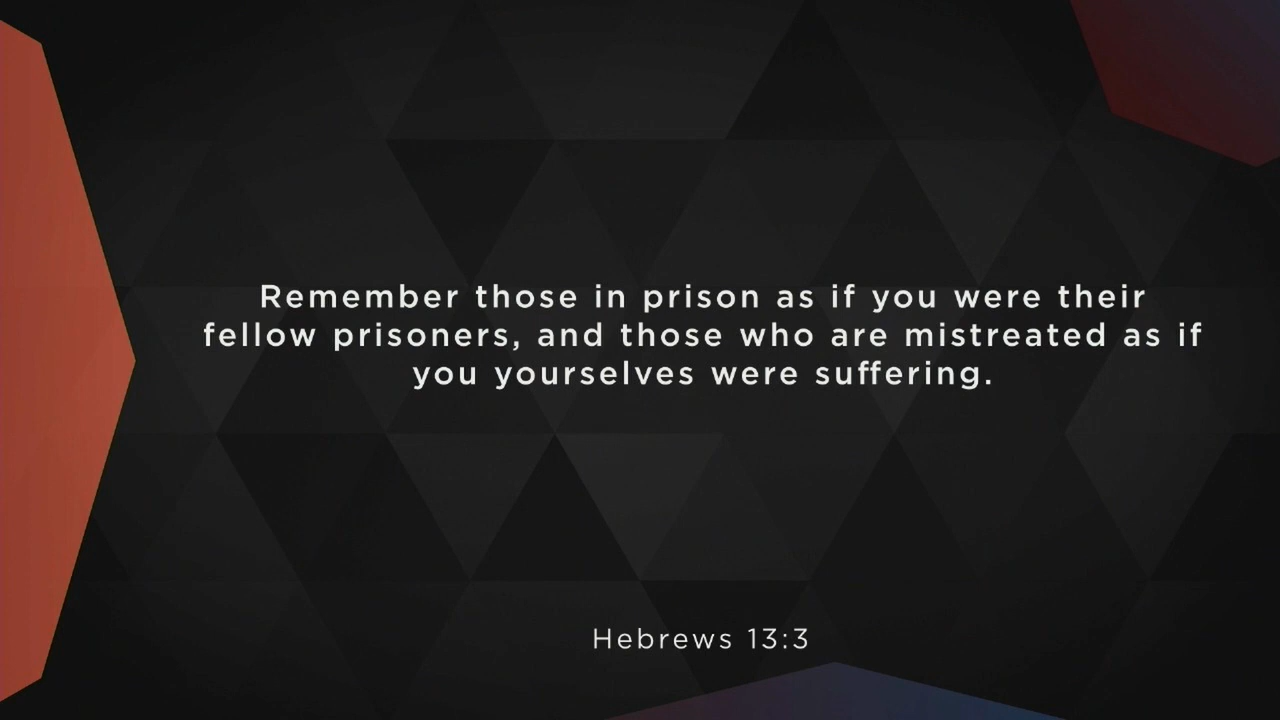 Remember those in prison as if you were their
fellow prisoners, and those who are mistreated as if
you yourselves were suffering.
Hebrews 13:3